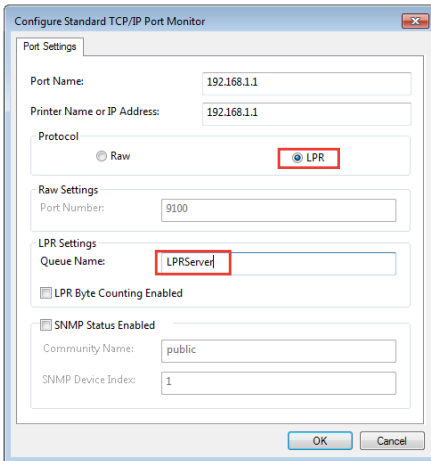 Configure Standard TCP/IP Port Monitor
Port Settings
Port Name: 192.168.1.1
Printer Name or IP Address: 192.168.1.1
Protocol
Raw LPR
Raw Settings
Port Number: 9100
LPR Settings
Queue Name: LPRServer
LPR Byte Counting Enabled
SNMP Status Enabled
Community Name: public
SNMP Device Index: 1
OK Cancel